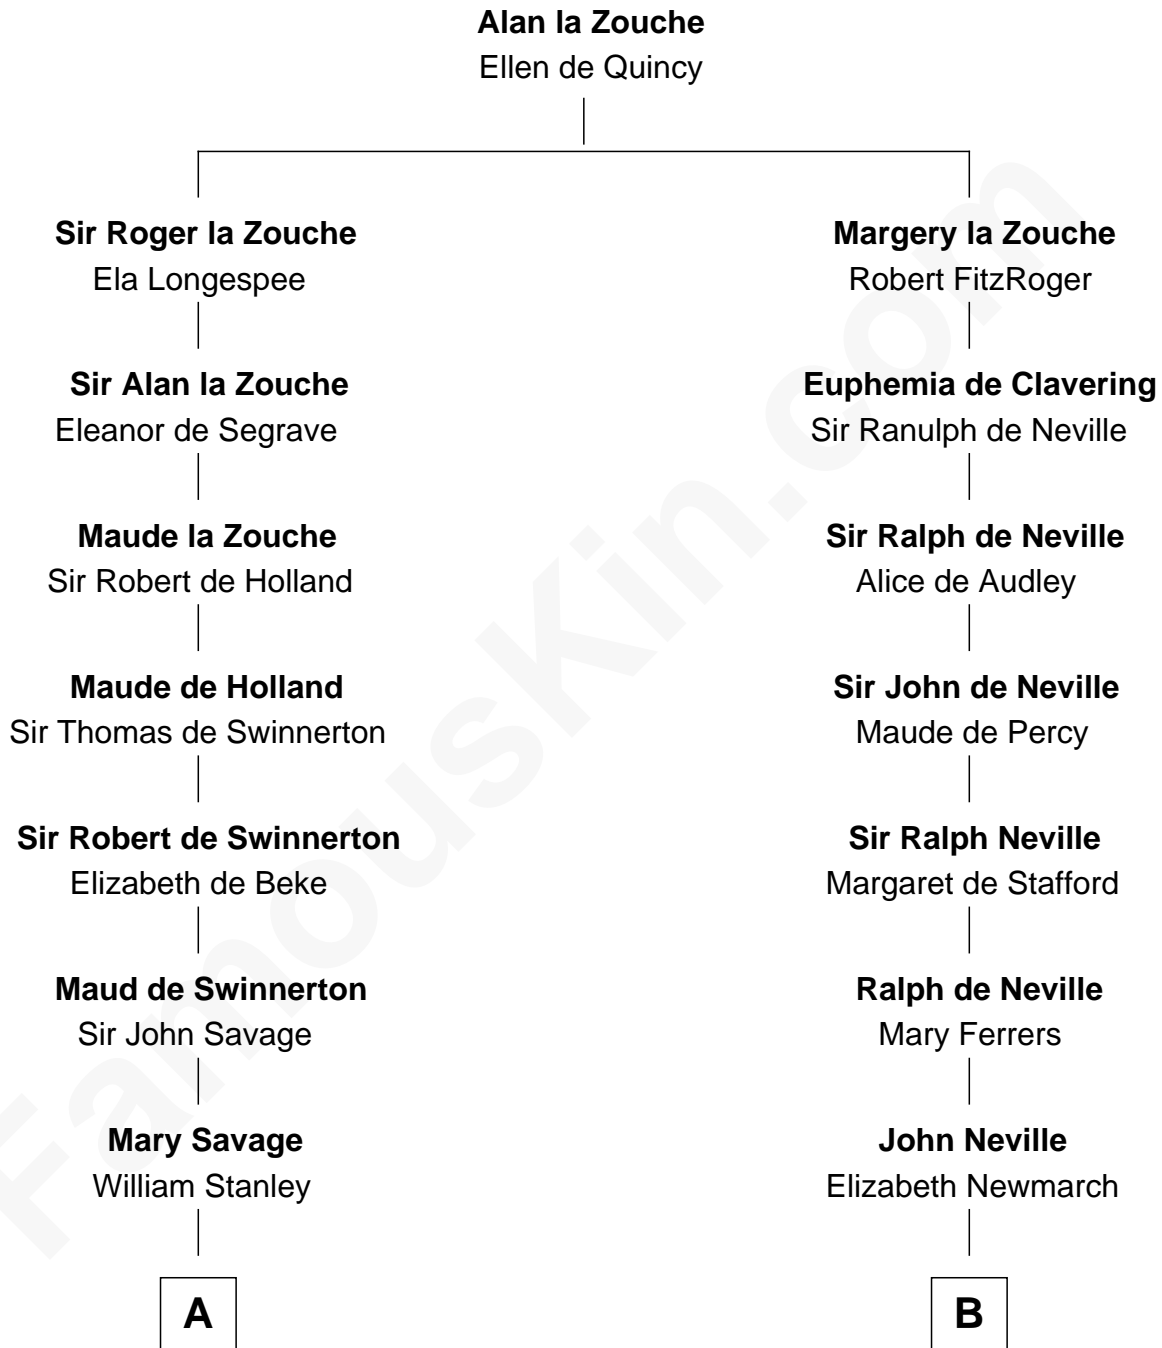 Alan la Zouche
Ellen de Quincy
Sir Roger la Zouche
Ela Longespee
Sir Alan la Zouche
Eleanor de Segrave
Maude la Zouche
Sir Robert de Holland
Maude de Holland
Sir Thomas de Swinnerton
Sir Robert de Swinnerton
Elizabeth de Beke
Maud de Swinnerton
Sir John Savage
Mary Savage
William Stanley
A
Margery la Zouche
Robert FitzRoger
Euphemia de Clavering
Sir Ranulph de Neville
Sir Ralph de Neville
Alice de Audley
Sir John de Neville
Maude de Percy
Sir Ralph Neville
Margaret de Stafford
Ralph de Neville
Mary Ferrers
John Neville
Elizabeth Newmarch
B
FamousKin.com